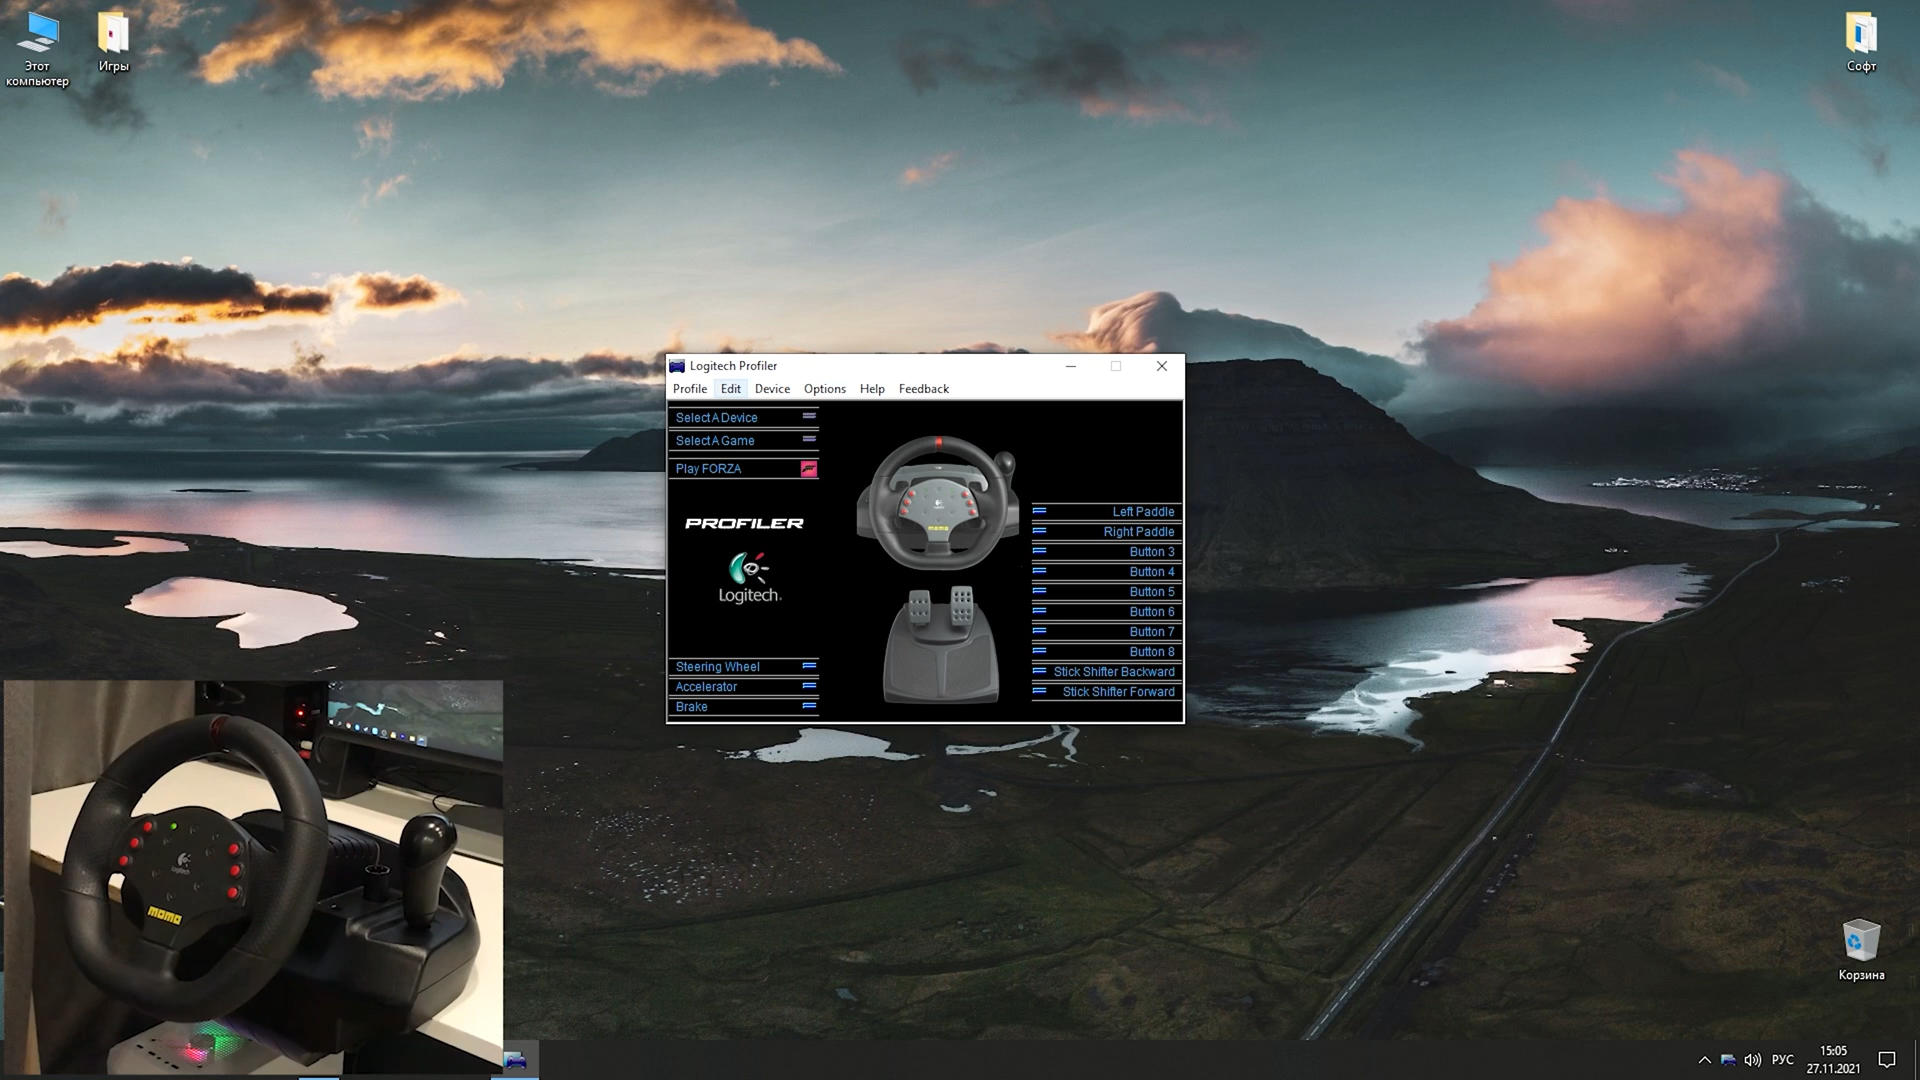 Этот
компьютер
Игры
Софт
Logitech Profiler
Profile Edit Device Options Help Feedback
Select A Device
Select A Game
Play FORZA
PROFILER
Logitech
Steering Wheel
Accelerator
Brake
Left Paddle
Right Paddle
Button 3
Button 4
Button 5
Button 6
Button 7
Button 8
Stick Shifter Backward
Stick Shifter Forward
momo
Logitech
momo
Корзина
РУС
15:05
27.11.2021